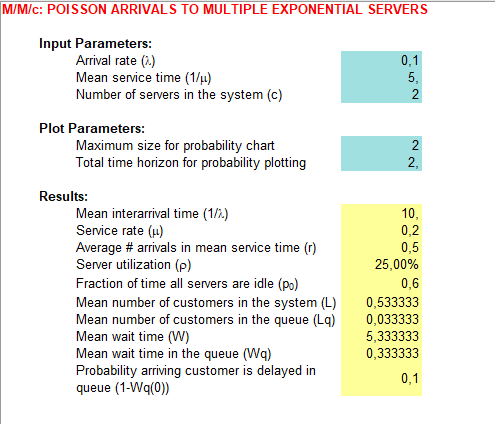 M/M/c: POISSON ARRIVALS TO MULTIPLE EXPONENTIAL SERVERS
Input Parameters:
Arrival rate (λ) 0,1
Mean service time (1/μ) 5,
Number of servers in the system (c) 2
Plot Parameters:
Maximum size for probability chart 2
Total time horizon for probability plotting 2,
Results:
Mean interarrival time (1/λ) 10,
Service rate (μ) 0,2
Average # arrivals in mean service time (r) 0,5
Server utilization (ρ) 25,00%
Fraction of time all servers are idle (p₀) 0,6
Mean number of customers in the system (L) 0,533333
Mean number of customers in the queue (Lq) 0,033333
Mean wait time (W) 5,333333
Mean wait time in the queue (Wq) 0,333333
Probability arriving customer is delayed in
queue (1-Wq(0)) 0,1